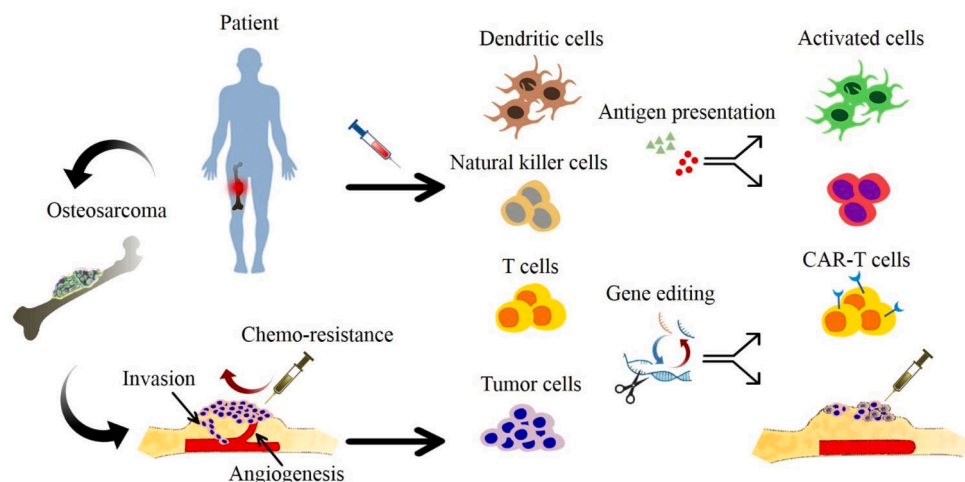 Patient
Dendritic cells
Activated cells
Antigen presentation
Natural killer cells
Osteosarcoma
T cells
CAR-T cells
Gene editing
Chemo-resistance
Invasion
Tumor cells
Angiogenesis